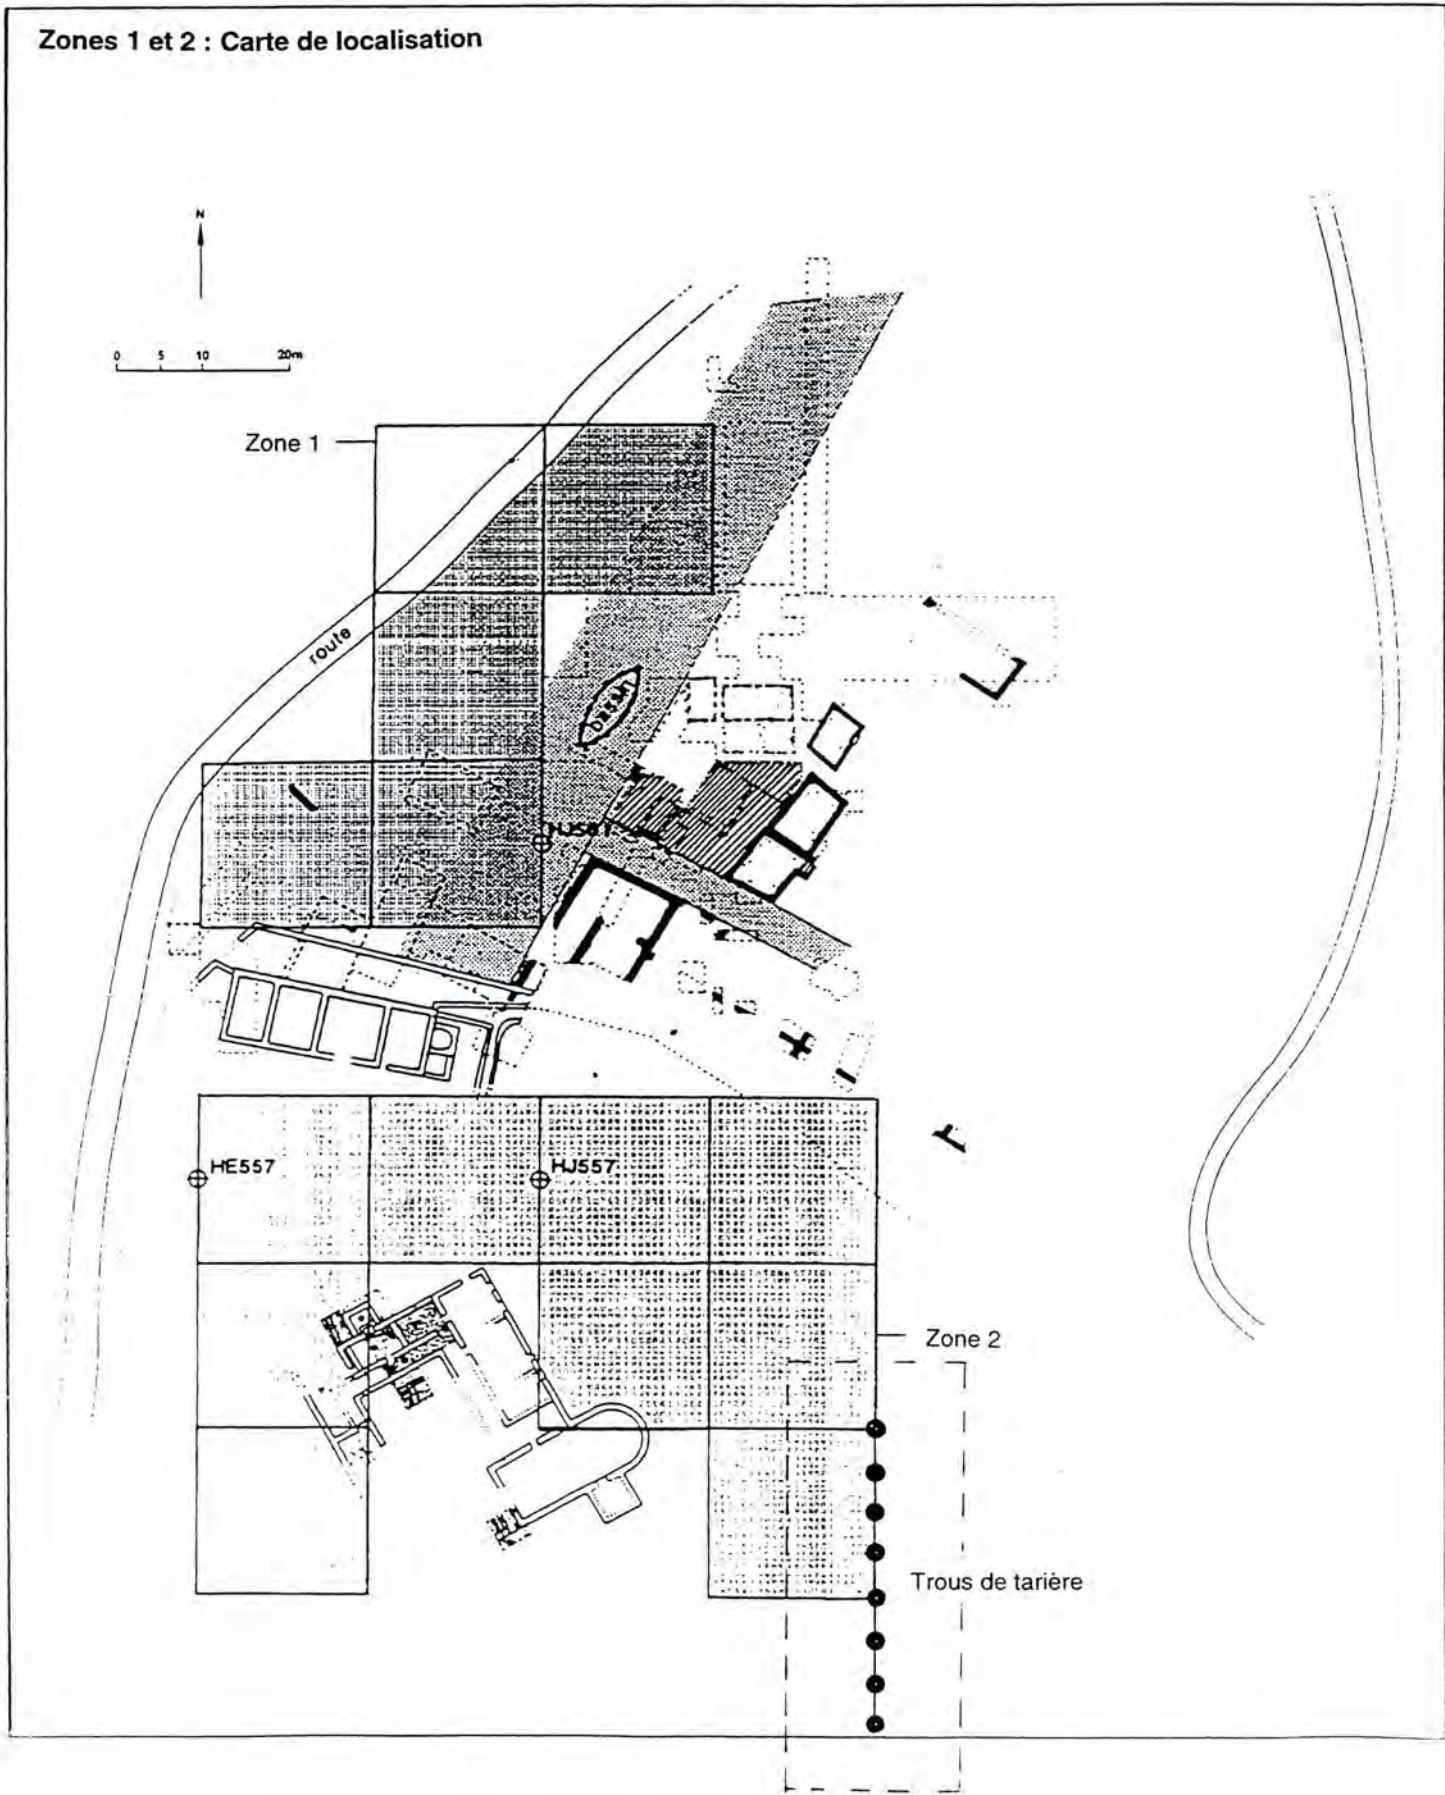 Zones 1 et 2 : Carte de localisation
N
0 5 10 20m
Zone 1
route
HE557
HJ557
Zone 2
Trous de tarière